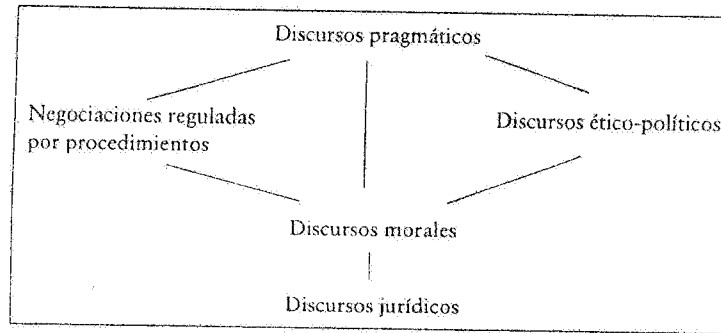 Discursos pragmáticos
Negociaciones reguladas
por procedimientos
Discursos ético-políticos
Discursos morales
Discursos jurídicos